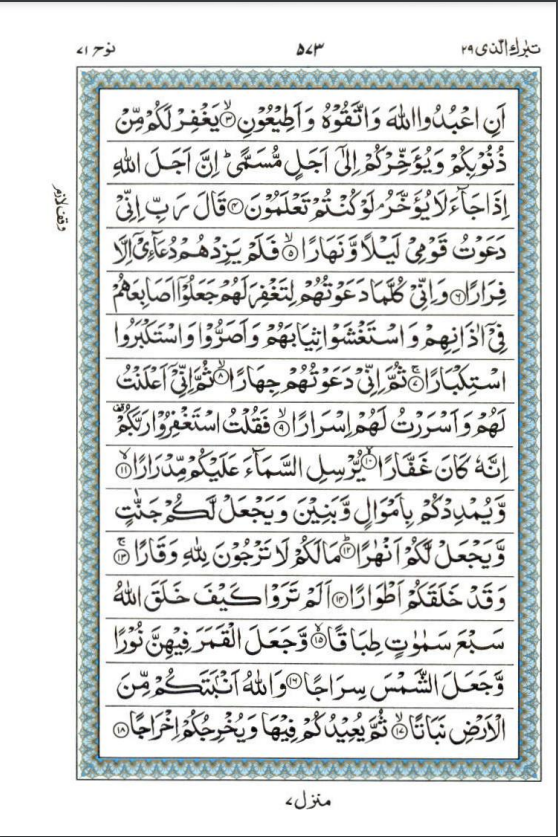 تبٰرك الذی ۲۹
۵۷۳
نوح ۷۱
اَنِ اعْبُدُوا اللّٰهَ وَاتَّقُوْهُ وَاَطِيْعُوْنِ ۙ‏﴿۳﴾ يَغْفِرْ لَكُمْ مِّنْ
ذُنُوْبِكُمْ وَيُؤَخِّرْكُمْ اِلٰٓى اَجَلٍ مُّسَمًّى ؕ اِنَّ اَجَلَ اللّٰهِ
اِذَا جَآءَ لَا يُؤَخَّرُ ۘ لَوْ كُنْتُمْ تَعْلَمُوْنَ ﴿۴﴾ قَالَ رَبِّ اِنِّىْ
وقف لازم
دَعَوْتُ قَوْمِىْ لَيْلًا وَّنَهَارًا ۙ﴿۵﴾ فَلَمْ يَزِدْهُمْ دُعَآءِىْۤ اِلَّا
فِرَارًا ﴿۶﴾ وَاِنِّىْ كُلَّمَا دَعَوْتُهُمْ لِتَغْفِرَ لَهُمْ جَعَلُوْۤا اَصَابِعَهُمْ
فِىْۤ اٰذَانِهِمْ وَاسْتَغْشَوْا ثِيَابَهُمْ وَاَصَرُّوْا وَاسْتَكْبَرُوا
اسْتِكْبَارًا ۚ﴿۷﴾ ثُمَّ اِنِّىْ دَعَوْتُهُمْ جِهَارًا ۙ﴿۸﴾ ثُمَّ اِنِّىْۤ اَعْلَنْتُ
لَهُمْ وَاَسْرَرْتُ لَهُمْ اِسْرَارًا ۙ﴿۹﴾ فَقُلْتُ اسْتَغْفِرُوْا رَبَّكُمْ ؕ
اِنَّهٗ كَانَ غَفَّارًا ۙ﴿۱۰﴾ يُّرْسِلِ السَّمَآءَ عَلَيْكُمْ مِّدْرَارًا ۙ﴿۱۱﴾
وَّيُمْدِدْكُمْ بِاَمْوَالٍ وَّبَنِيْنَ وَيَجْعَلْ لَّكُمْ جَنّٰتٍ
وَّيَجْعَلْ لَّكُمْ اَنْهٰرًا ؕ﴿۱۲﴾ مَا لَكُمْ لَا تَرْجُوْنَ لِلّٰهِ وَقَارًا ۚ﴿۱۳﴾
وَقَدْ خَلَقَكُمْ اَطْوَارًا ﴿۱۴﴾ اَلَمْ تَرَوْا كَيْفَ خَلَقَ اللّٰهُ
سَبْعَ سَمٰوٰتٍ طِبَاقًا ۙ﴿۱۵﴾ وَّجَعَلَ الْقَمَرَ فِيْهِنَّ نُوْرًا
وَّجَعَلَ الشَّمْسَ سِرَاجًا ﴿۱۶﴾ وَاللّٰهُ اَنْۢبَتَكُمْ مِّنَ
الْاَرْضِ نَبَاتًا ۙ﴿۱۷﴾ ثُمَّ يُعِيْدُكُمْ فِيْهَا وَيُخْرِجُكُمْ اِخْرَاجًا ﴿۱۸﴾
منزل ۷